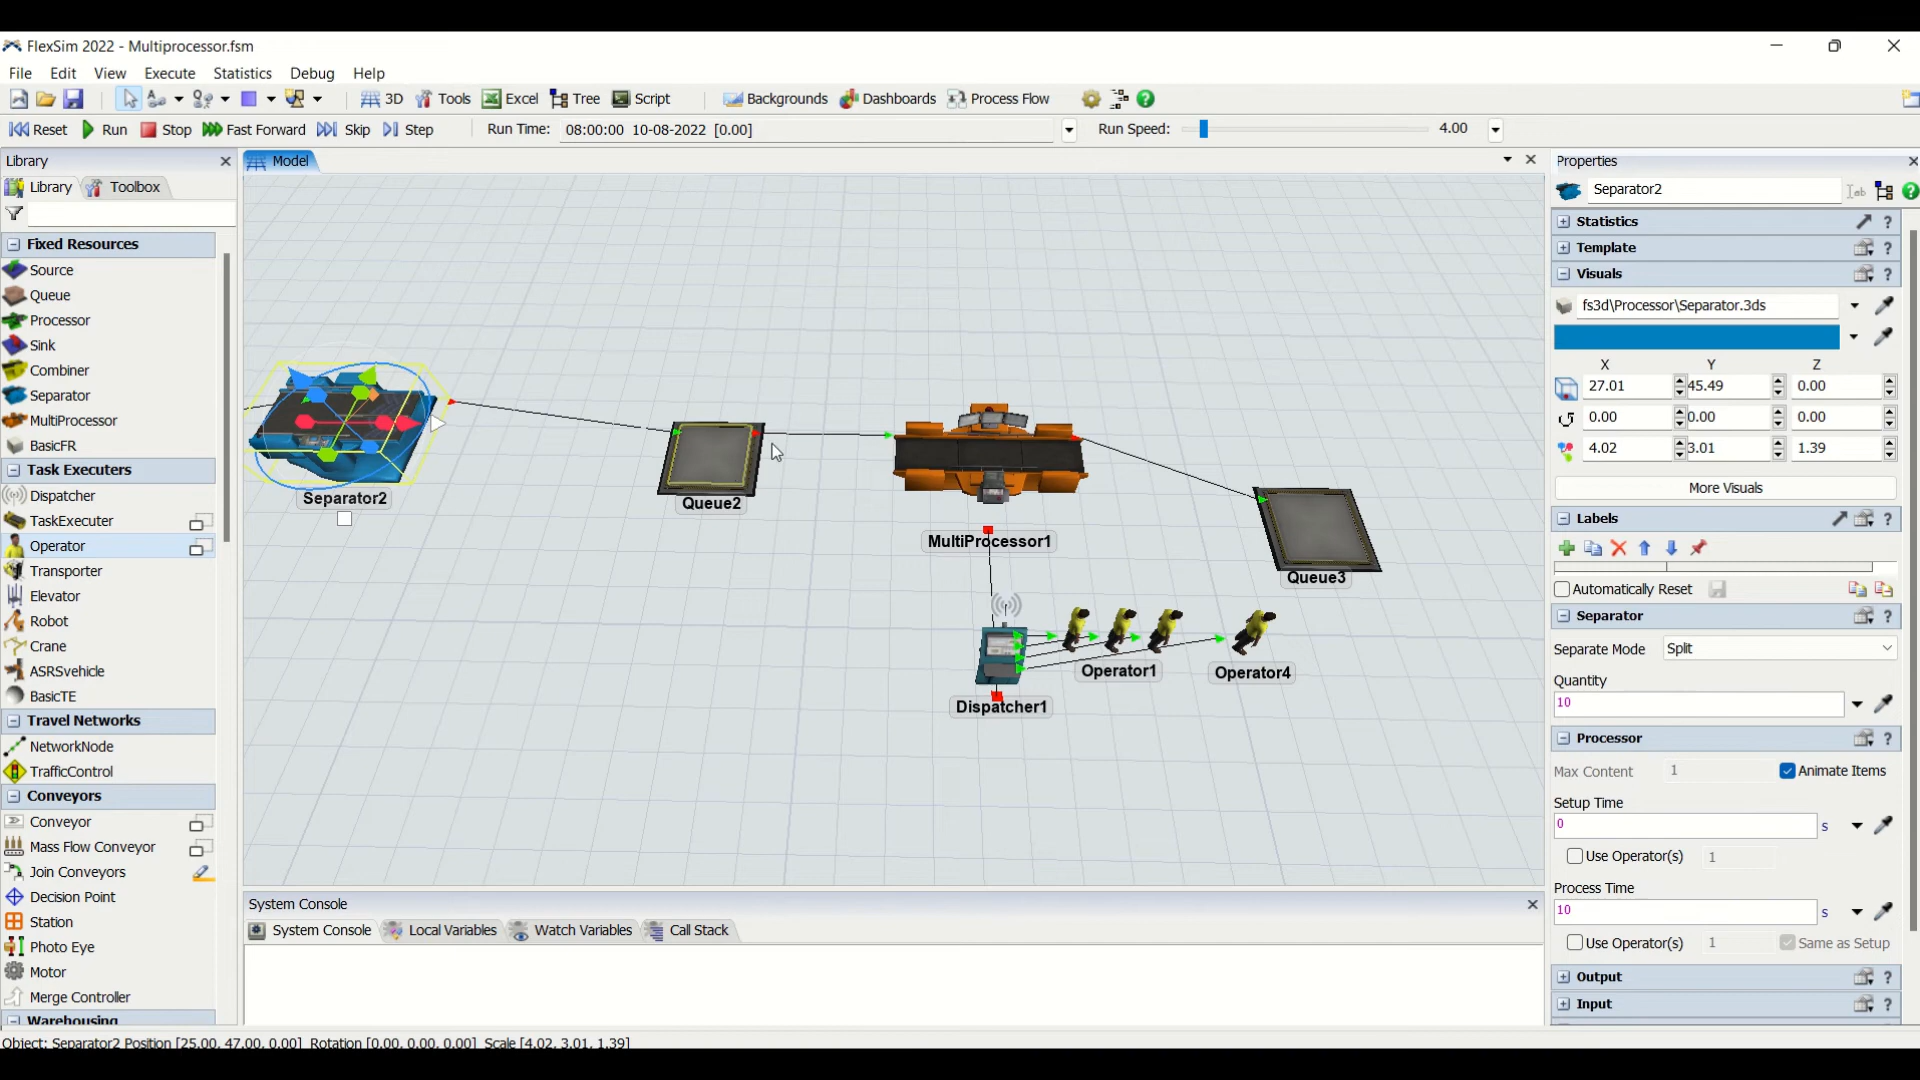 FlexSim 2022 - Multiprocessor.fsm
File Edit View Execute Statistics Debug Help
3D Tools Excel Tree Script Backgrounds Dashboards Process Flow
Reset Run Stop Fast Forward Skip Step Run Time: 08:00:00 10-08-2022 [0.00] Run Speed: 4.00
Library
Library Toolbox
Fixed Resources
Source
Queue
Processor
Sink
Combiner
Separator
MultiProcessor
BasicFR
Task Executers
Dispatcher
TaskExecuter
Operator
Transporter
Elevator
Robot
Crane
ASRSvehicle
BasicTE
Travel Networks
NetworkNode
TrafficControl
Conveyors
Conveyor
Mass Flow Conveyor
Join Conveyors
Decision Point
Station
Photo Eye
Motor
Merge Controller
Warehousing
Model
Separator2
Queue2
MultiProcessor1
Queue3
Dispatcher1
Operator1
Operator4
System Console
System Console Local Variables Watch Variables Call Stack
Properties
Separator2
Statistics
Template
Visuals
fs3d\Processor\Separator.3ds
X Y Z
27.01 45.49 0.00
0.00 0.00 0.00
4.02 3.01 1.39
More Visuals
Labels
Automatically Reset
Separator
Separate Mode Split
Quantity
10
Processor
Max Content 1 Animate Items
Setup Time
0 s
Use Operator(s) 1
Process Time
10 s
Use Operator(s) 1 Same as Setup
Output
Input
Object: Separator2 Position [25.00, 47.00, 0.00] Rotation [0.00, 0.00, 0.00] Scale [4.02, 3.01, 1.39]